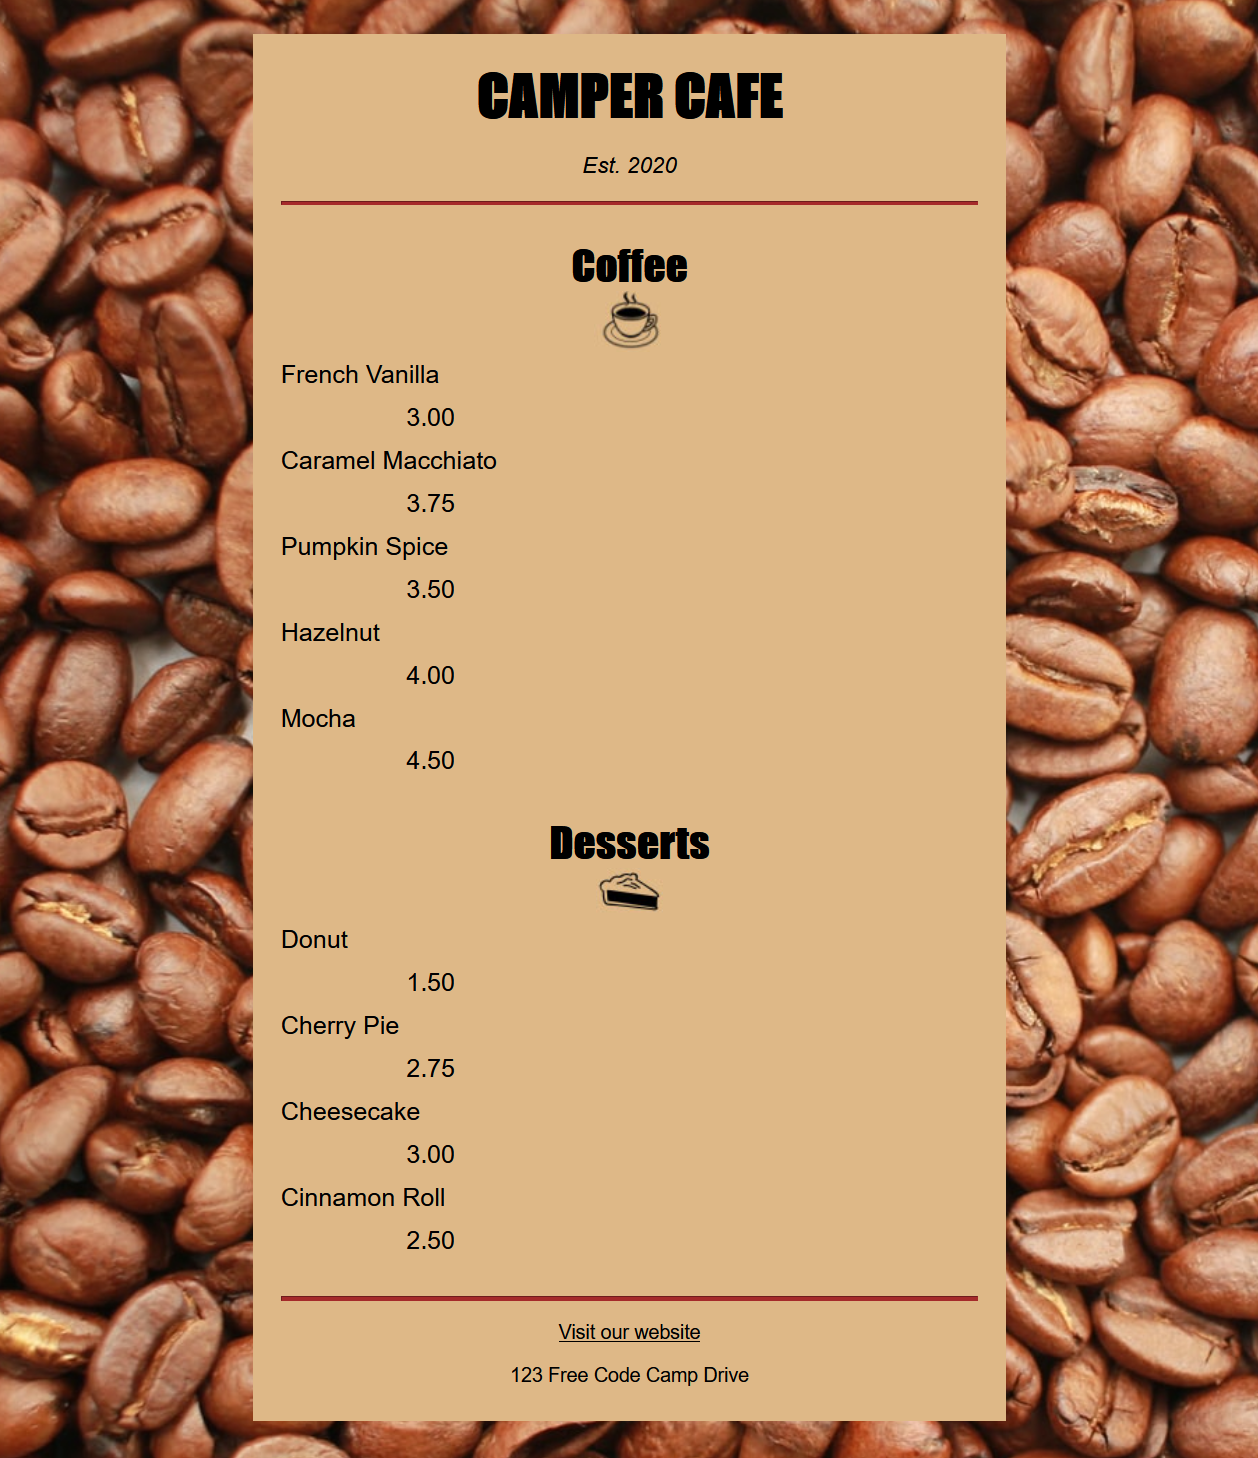 CAMPER CAFE
Est. 2020
Coffee
French Vanilla
3.00
Caramel Macchiato
3.75
Pumpkin Spice
3.50
Hazelnut
4.00
Mocha
4.50
Desserts
Donut
1.50
Cherry Pie
2.75
Cheesecake
3.00
Cinnamon Roll
2.50
Visit our website
123 Free Code Camp Drive